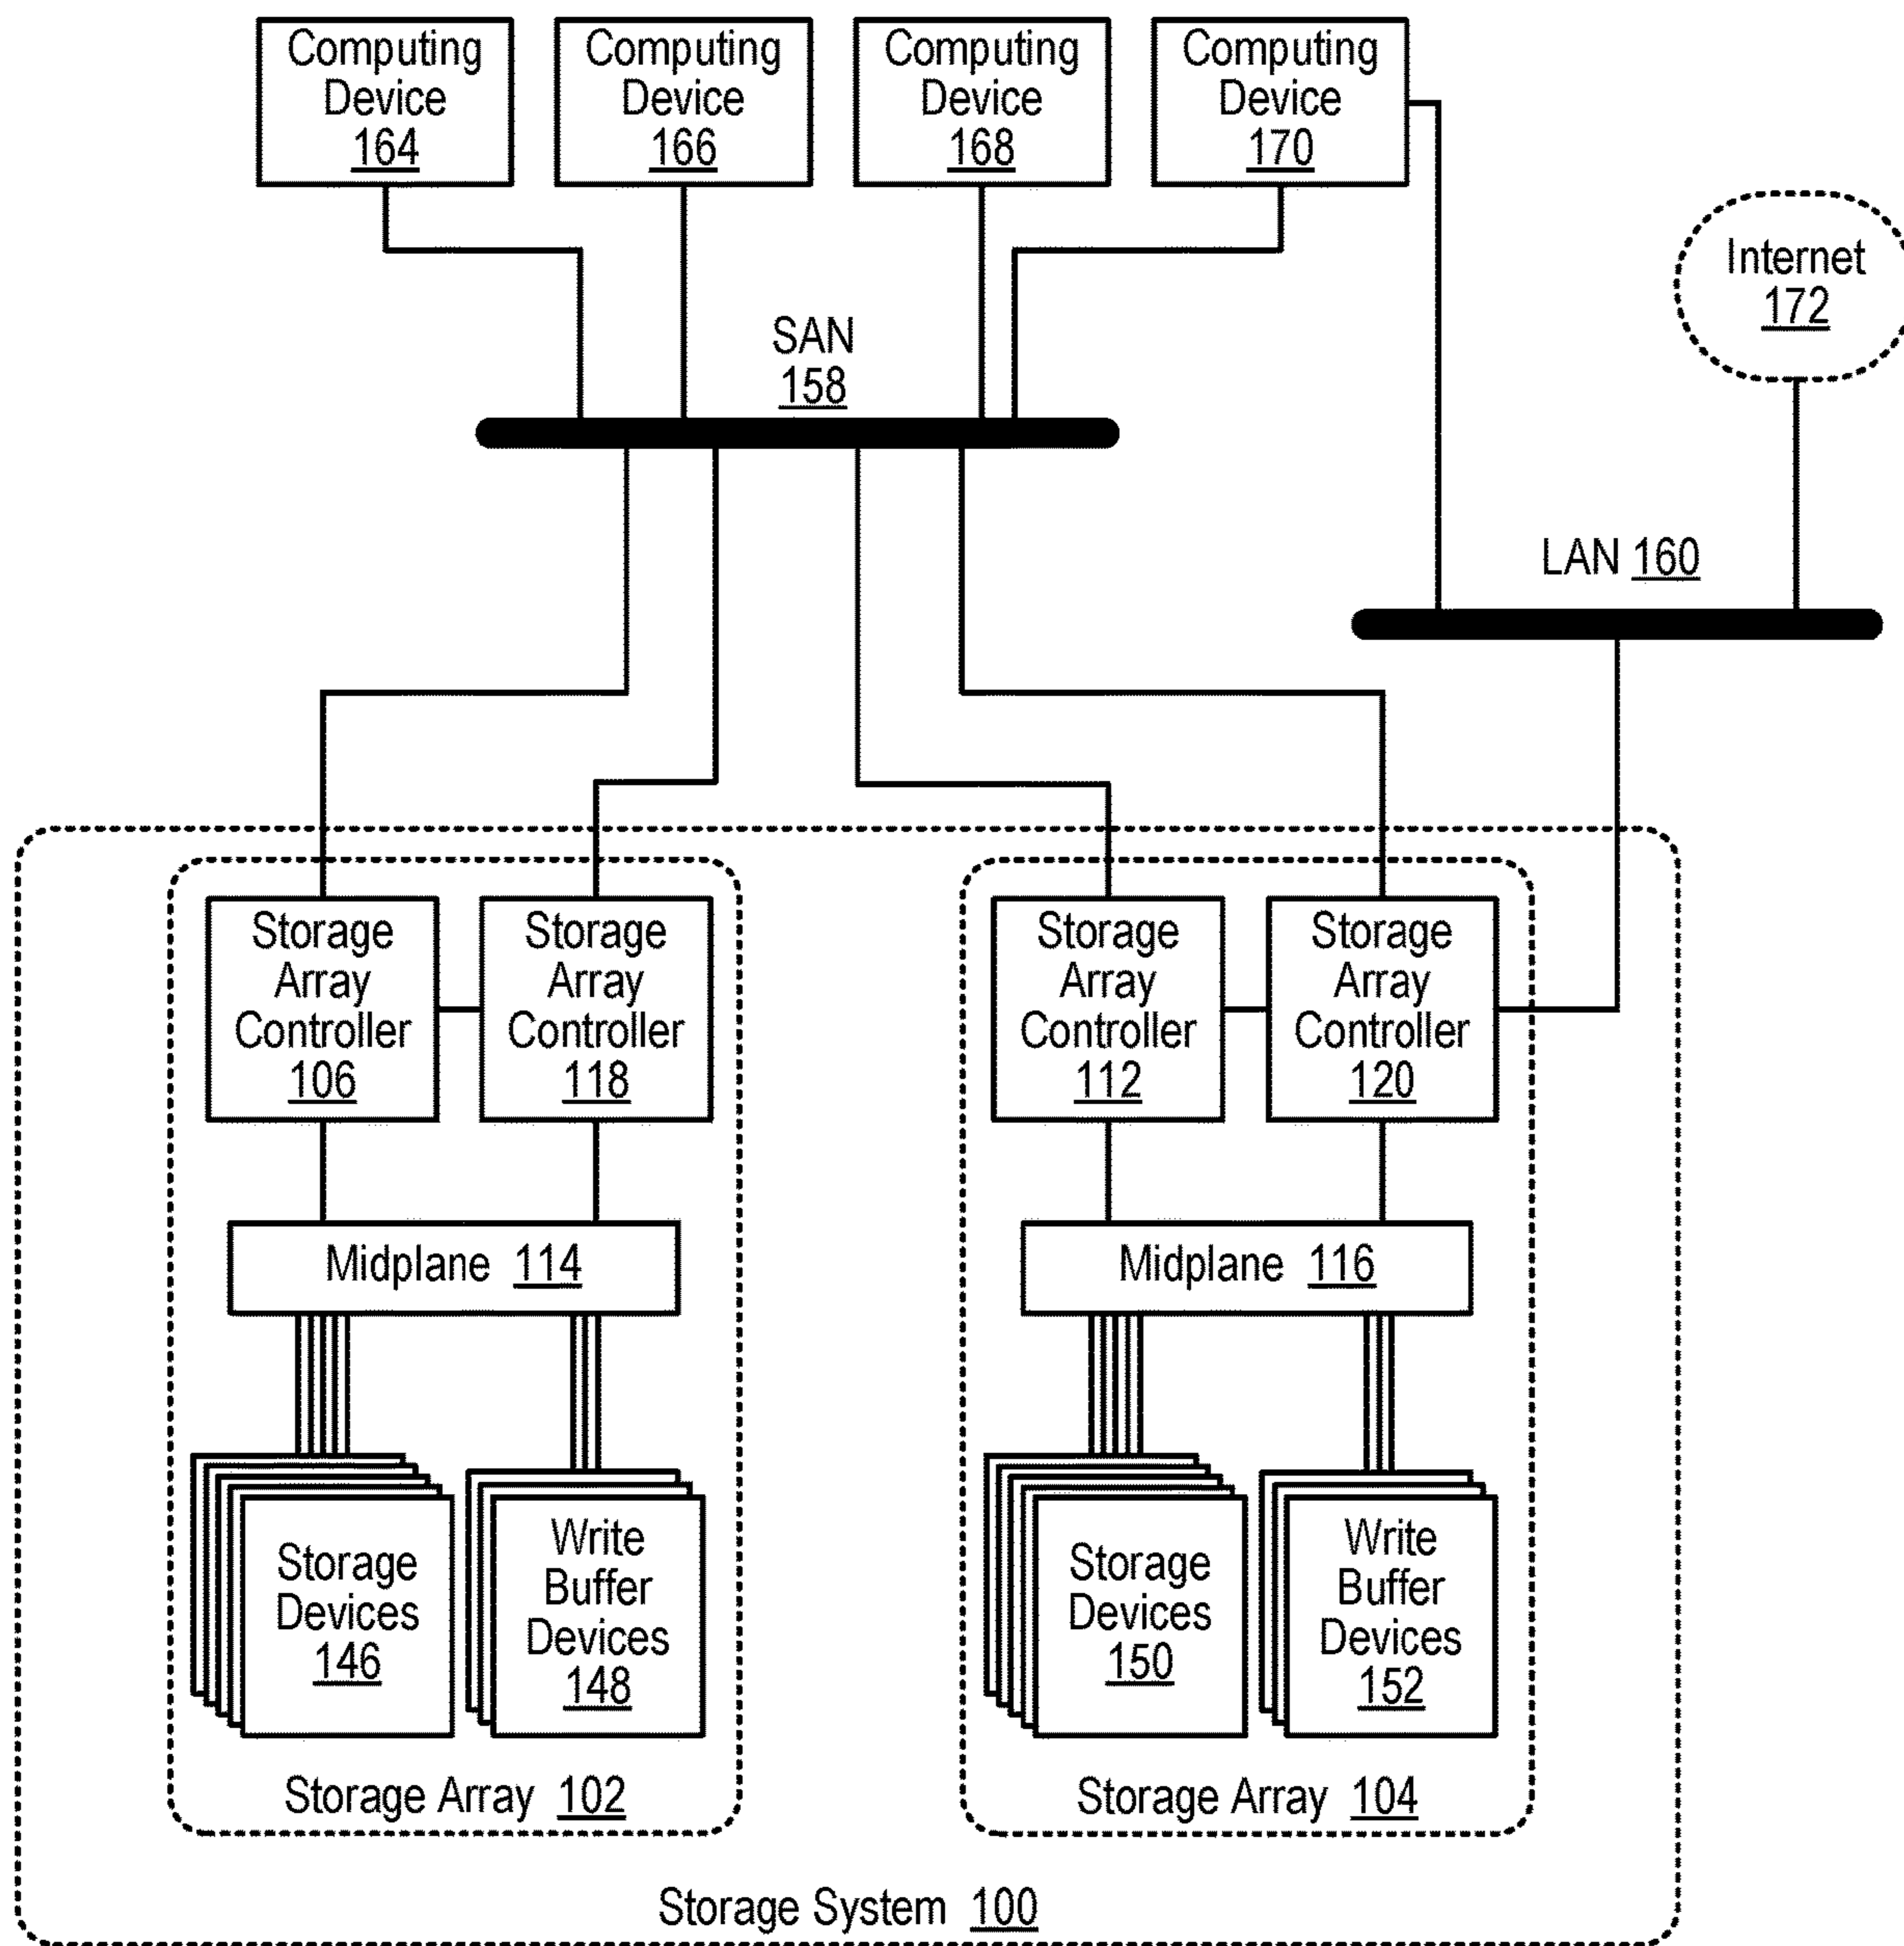 Computing
Device
164
Computing
Device
166
Computing
Device
168
Computing
Device
170
Internet
172
SAN
158
LAN 160
Storage
Array
Controller
106
Storage
Array
Controller
118
Storage
Array
Controller
112
Storage
Array
Controller
120
Midplane 114
Midplane 116
Storage
Devices
146
Write
Buffer
Devices
148
Storage
Devices
150
Write
Buffer
Devices
152
Storage Array 102
Storage Array 104
Storage System 100